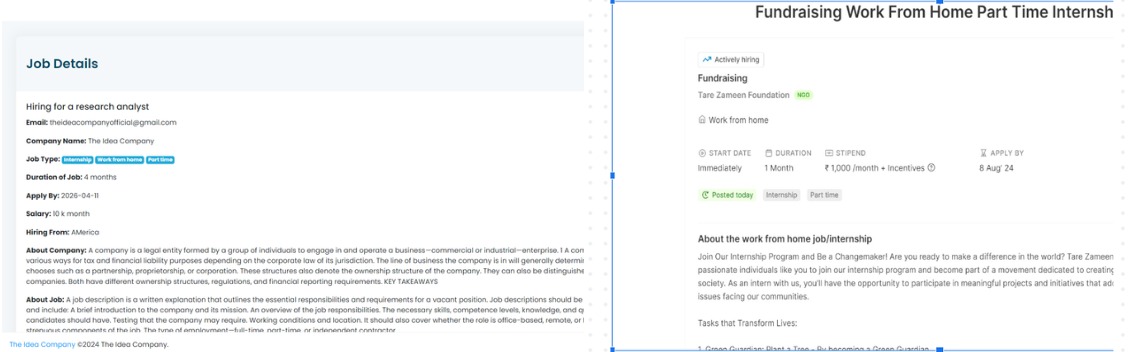 Job Details
Hiring for a research analyst
Email: theideacompanyofficial@gmail.com
Company Name: The Idea Company
Job Type: Internship Work from home Part time
Duration of Job: 4 months
Apply By: 2026-04-11
Salary: 10 k month
Hiring From: AMerica
About Company: A company is a legal entity formed by a group of individuals to engage in and operate a business—commercial or industrial—enterprise. 1 A com
various ways for tax and financial liability purposes depending on the corporate law of its jurisdiction. The line of business the company is in will generally determi
chooses such as a partnership, proprietorship, or corporation. These structures also denote the ownership structure of the company. They can also be distinguishe
companies. Both have different ownership structures, regulations, and financial reporting requirements. KEY TAKEAWAYS
About Job: A job description is a written explanation that outlines the essential responsibilities and requirements for a vacant position. Job descriptions should be
and include: A brief introduction to the company and its mission. An overview of the job responsibilities. The necessary skills, competence levels, knowledge, and q
candidates should have. Testing that the company may require. Working conditions and location. It should also cover whether the role is office-based, remote, or
strenuous components of the job. The type of employment—full-time, part-time, or independent contractor
The Idea Company ©2024 The Idea Company.
Fundraising Work From Home Part Time Internsh
Actively hiring
Fundraising
Tare Zameen Foundation NGO
Work from home
START DATE DURATION STIPEND APPLY BY
Immediately 1 Month ₹ 1,000 /month + Incentives 8 Aug' 24
Posted today Internship Part time
About the work from home job/internship
Join Our Internship Program and Be a Changemaker! Are you ready to make a difference in the world? Tare Zameen
passionate individuals like you to join our internship program and become part of a movement dedicated to creating
society. As an intern with us, you'll have the opportunity to participate in meaningful projects and initiatives that ad
issues facing our communities.
Tasks that Transform Lives:
1. Green Guardian: Plant a Tree - By becoming a Green Guardian